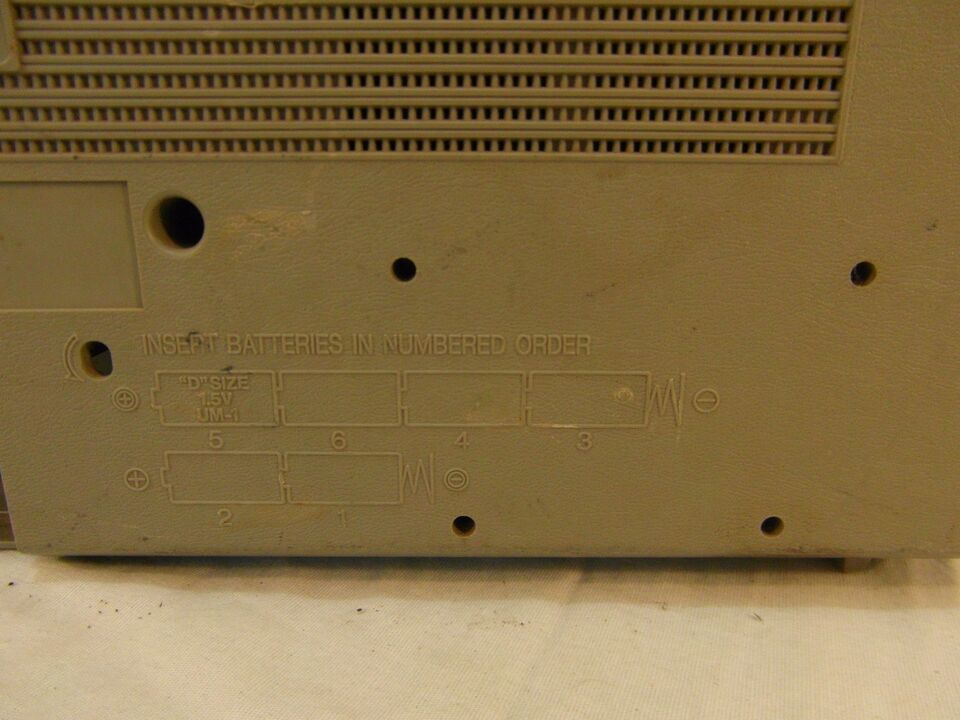 INSERT BATTERIES IN NUMBERED ORDER
"D" SIZE
1.5V
UM-1
5 6 4 3
2 1